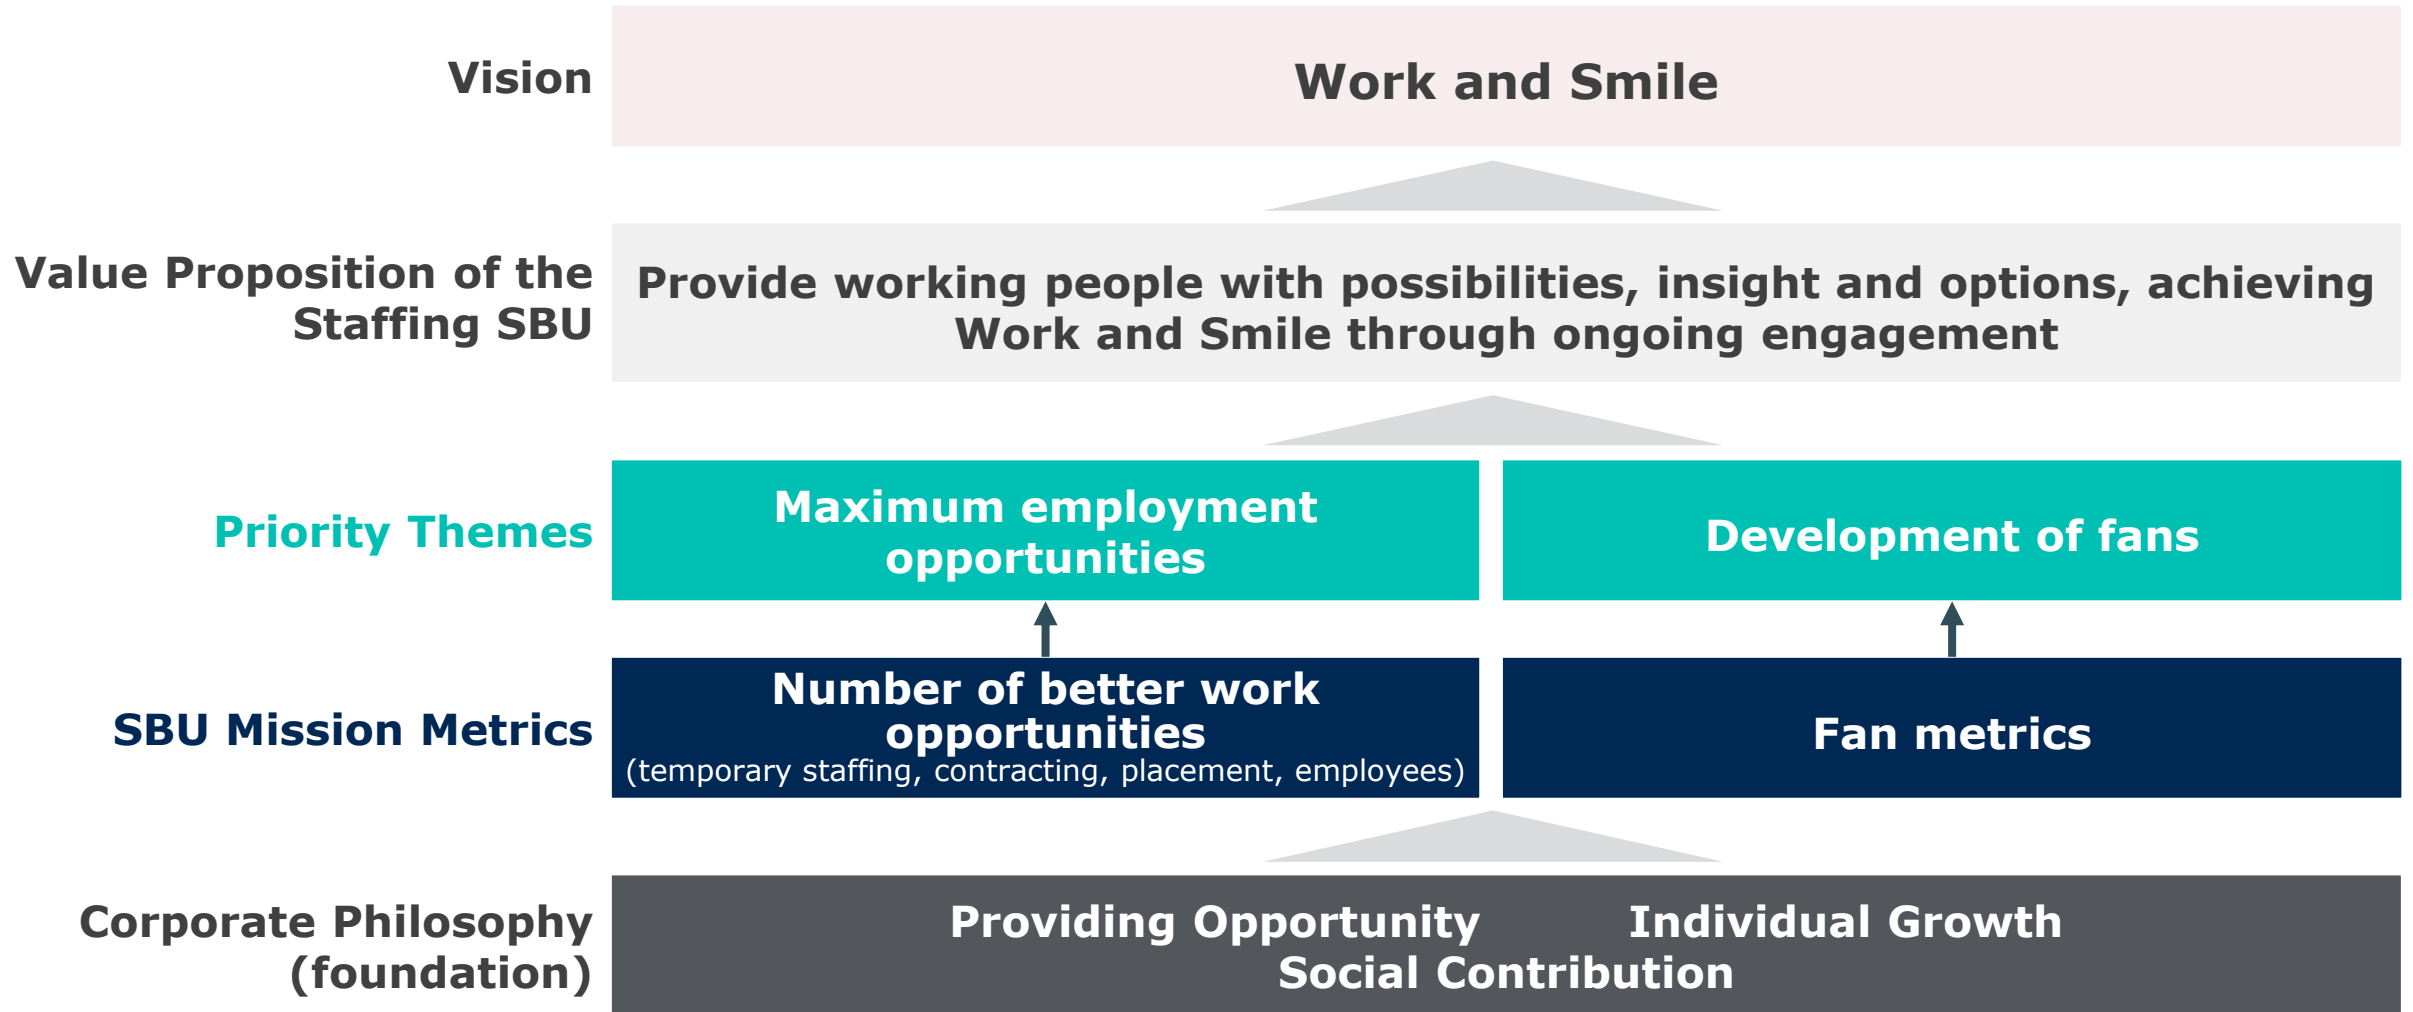 Vision
Work and Smile
Value Proposition of the
Staffing SBU
Provide working people with possibilities, insight and options, achieving
Work and Smile through ongoing engagement
Priority Themes
Maximum employment
opportunities
Development of fans
SBU Mission Metrics
Number of better work
opportunities
(temporary staffing, contracting, placement, employees)
Fan metrics
Corporate Philosophy
(foundation)
Providing Opportunity Individual Growth
Social Contribution